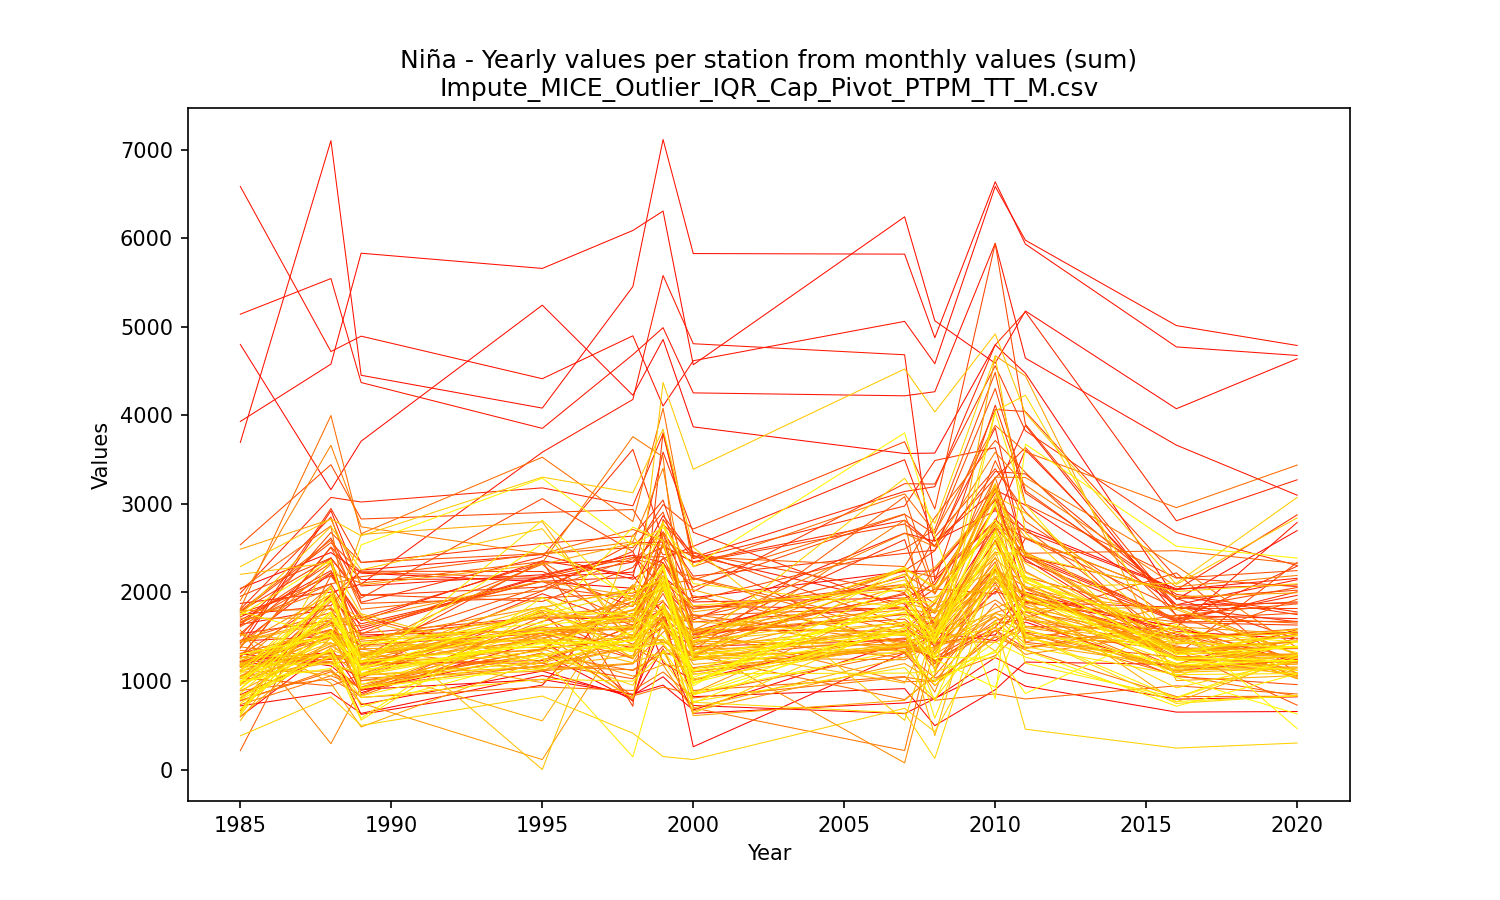 Niña - Yearly values per station from monthly values (sum)
Impute_MICE_Outlier_IQR_Cap_Pivot_PTPM_TT_M.csv
7000
6000
5000
4000
3000
2000
1000
0
Values
1985 1990 1995 2000 2005 2010 2015 2020
Year